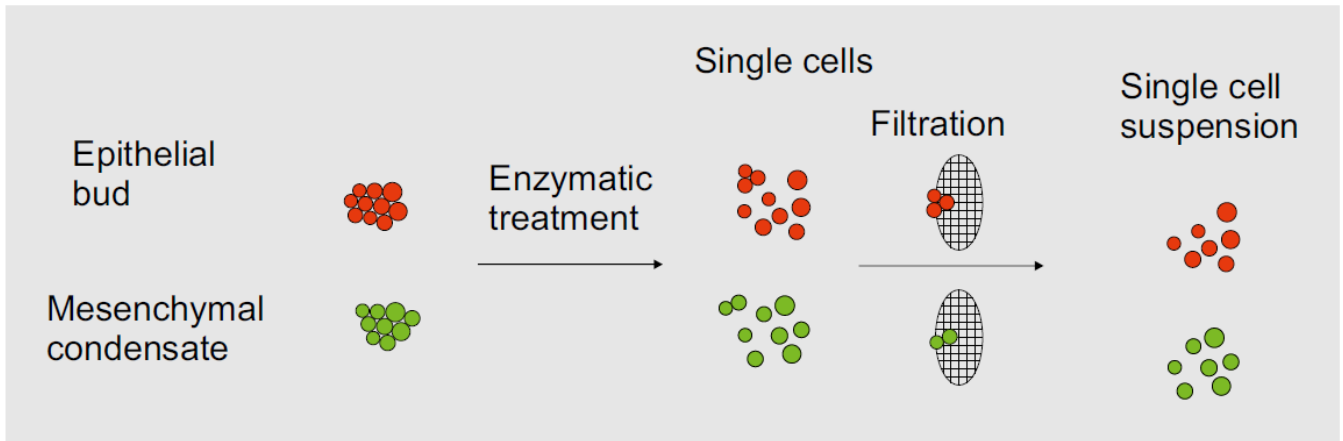 Epithelial
bud
Mesenchymal
condensate
Enzymatic
treatment
Single cells
Filtration
Single cell
suspension